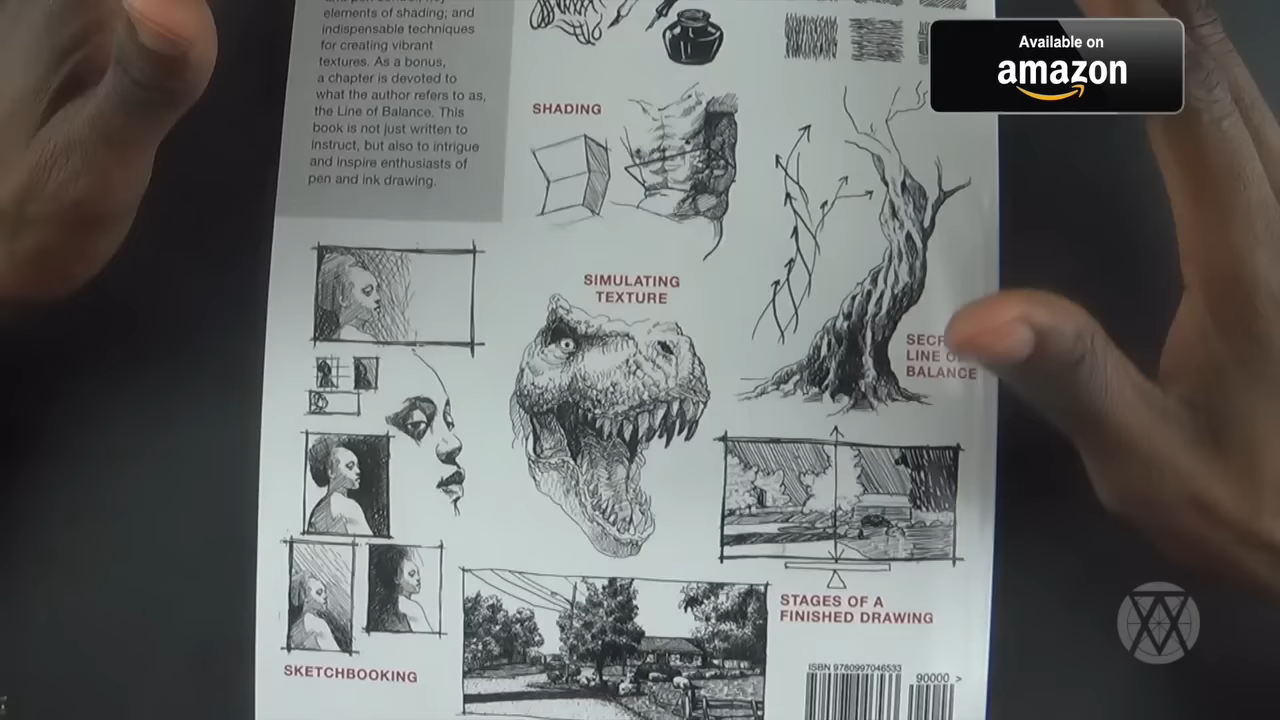 elements of shading; and
indispensable techniques
for creating vibrant
textures. As a bonus,
a chapter is devoted to
what the author refers to as,
the Line of Balance. This
book is not just written to
instruct, but also to intrigue
and inspire enthusiasts of
pen and ink drawing.
SHADING
SIMULATING
TEXTURE
LINE
BALANCE
STAGES OF A
FINISHED DRAWING
SKETCHBOOKING
ISBN 9780997046533
90000 >
Available on
amazon